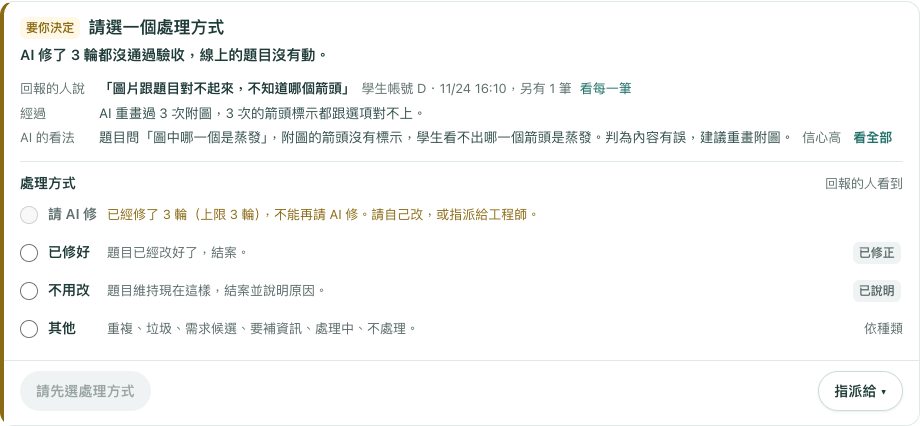 要你決定 請選一個處理方式
AI 修了 3 輪都沒通過驗收，線上的題目沒有動。
回報的人說 「圖片跟題目對不起來，不知道哪個箭頭」 學生帳號 D · 11/24 16:10，另有 1 筆 看每一筆
經過 AI 重畫過 3 次附圖，3 次的箭頭標示都跟選項對不上。
AI 的看法 題目問「圖中哪一個是蒸發」，附圖的箭頭沒有標示，學生看不出哪一個箭頭是蒸發。判為內容有誤，建議重畫附圖。 信心高 看全部
處理方式 回報的人看到
請 AI 修 已經修了 3 輪（上限 3 輪），不能再請 AI 修。請自己改，或指派給工程師。
已修好 題目已經改好了，結案。 已修正
不用改 題目維持現在這樣，結案並說明原因。 已說明
其他 重複、垃圾、需求候選、要補資訊、處理中、不處理。 依種類
請先選處理方式 指派給 ▾